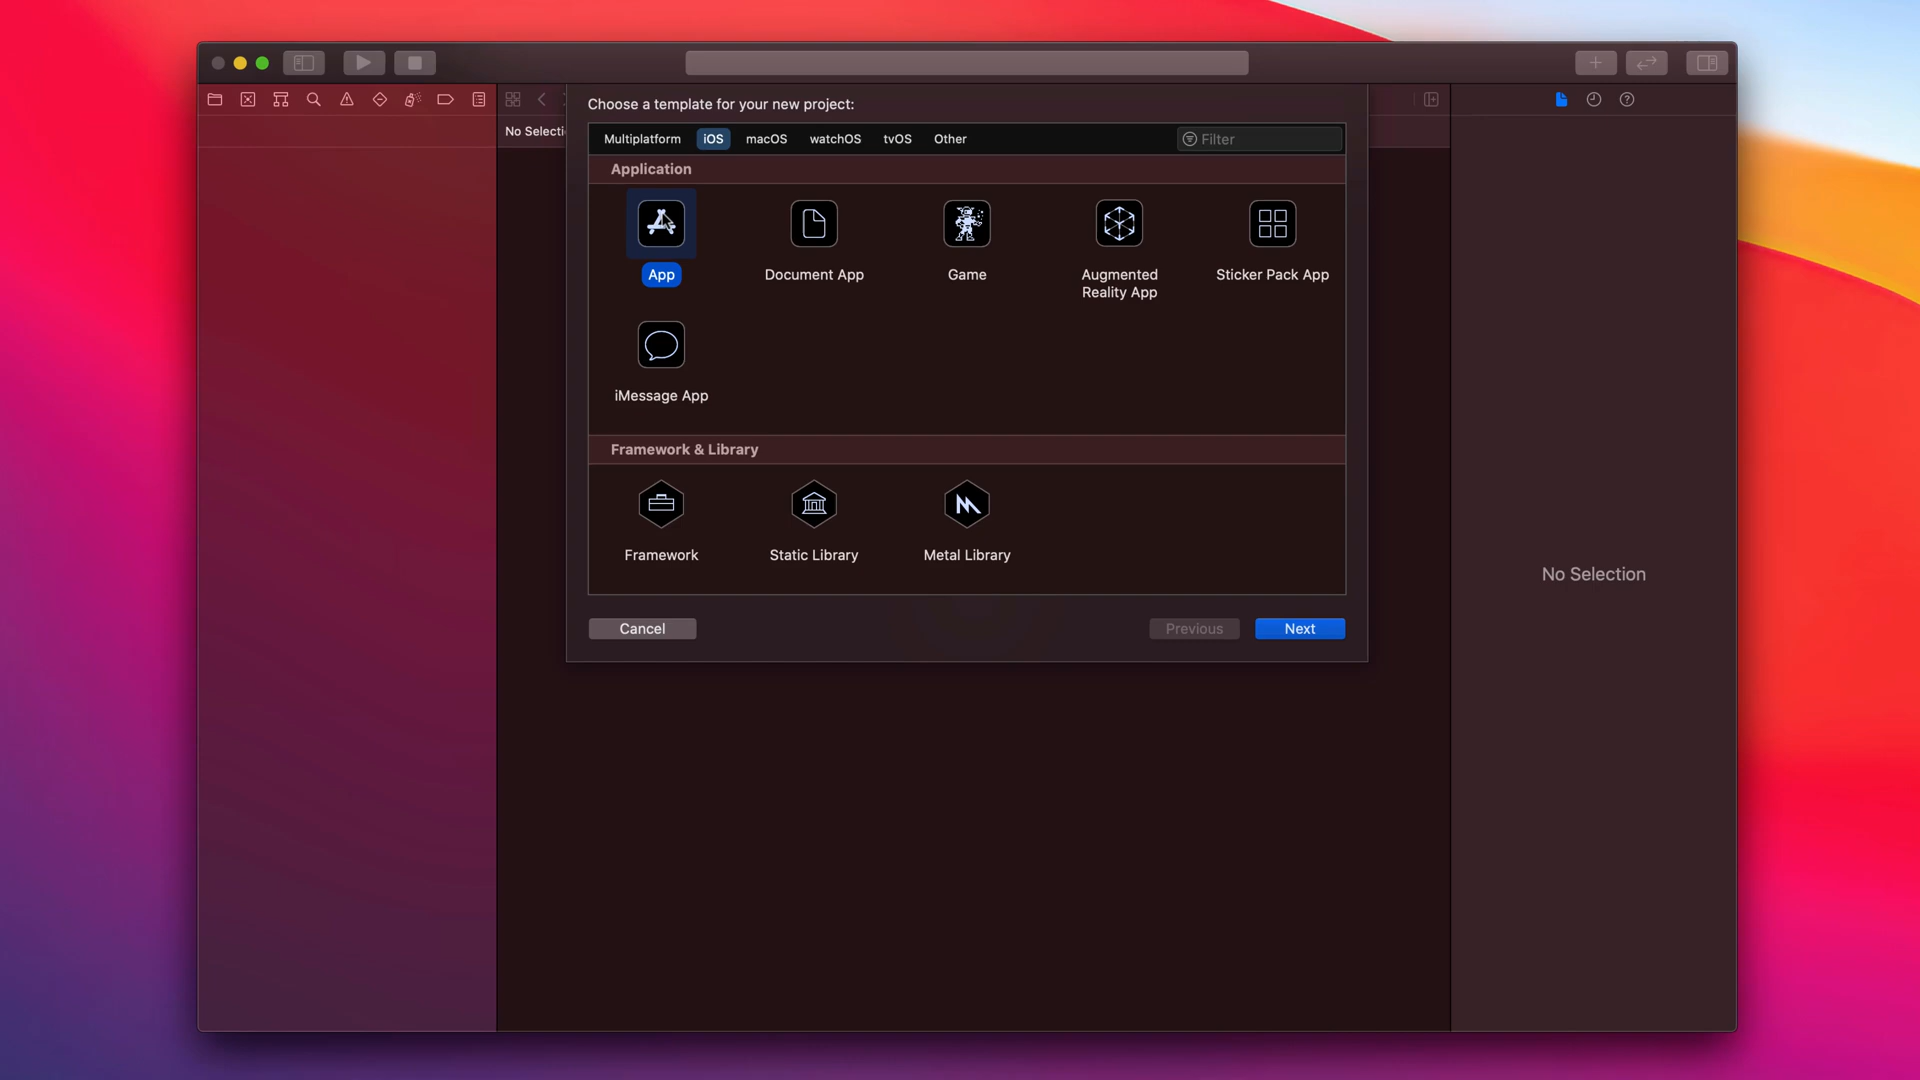 Choose a template for your new project:
No Selecti
Multiplatform iOS macOS watchOS tvOS Other Filter
Application
App Document App Game Augmented Sticker Pack App
Reality App
iMessage App
Framework & Library
Framework Static Library Metal Library
No Selection
Cancel Previous Next